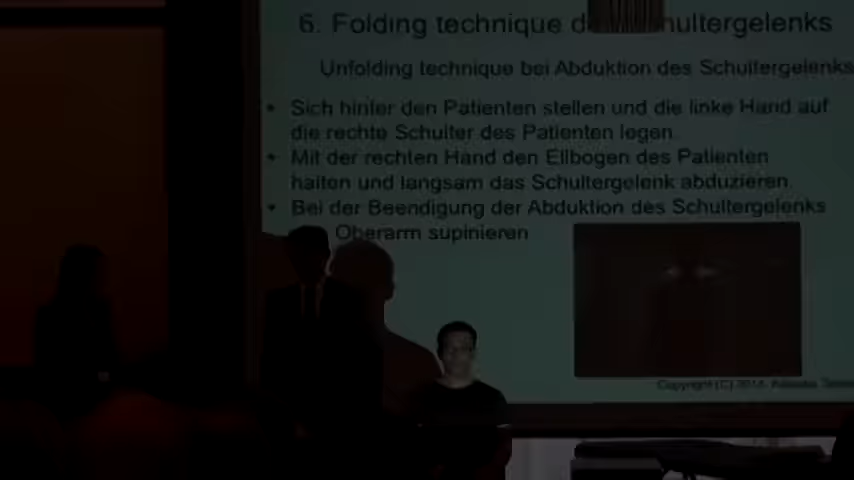 6. Folding technique des Schultergelenks
Unfolding technique bei Abduktion des Schultergelenks
• Sich hinter den Patienten stellen und die linke Hand auf
die rechte Schulter des Patienten legen
• Mit der rechten Hand den Ellbogen des Patienten
halten und langsam das Schultergelenk abduzieren
• Bei der Beendigung der Abduktion des Schultergelenks
Oberarm supinieren
Copyright (C) 2014